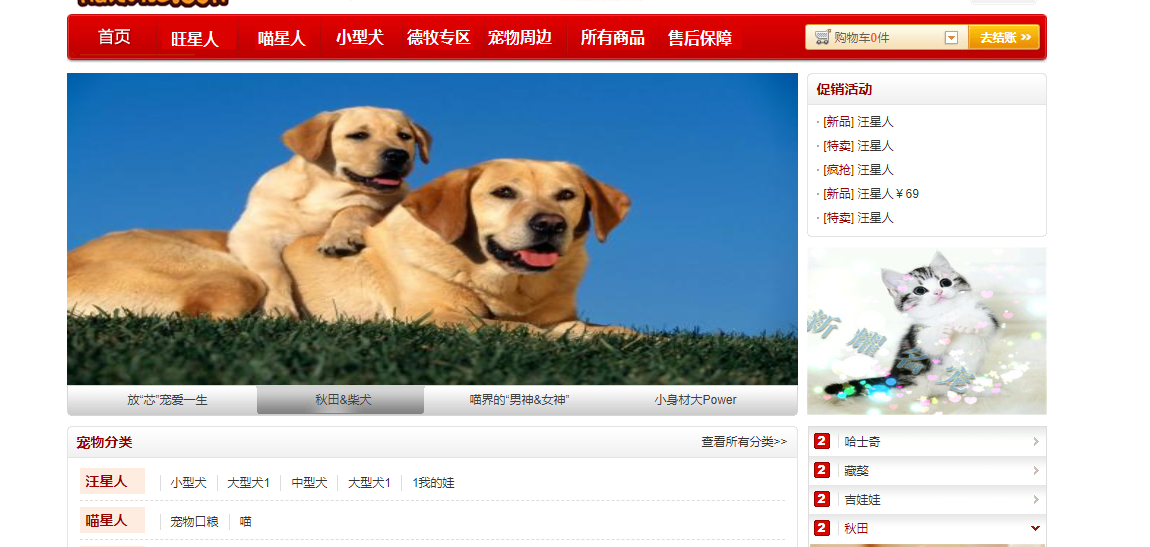 首页 旺星人 喵星人 小型犬 德牧专区 宠物周边 所有商品 售后保障 购物车0件 去结账 »
促销活动
· [新品] 汪星人
· [特卖] 汪星人
· [疯抢] 汪星人
· [新品] 汪星人￥69
· [特卖] 汪星人
放“芯”宠爱一生 秋田&柴犬 喵界的“男神&女神” 小身材大Power
宠物分类 查看所有分类>>
汪星人 小型犬 大型犬1 中型犬 大型犬1 1我的娃
喵星人 宠物口粮 喵
2 哈士奇
2 藏獒
2 吉娃娃
2 秋田